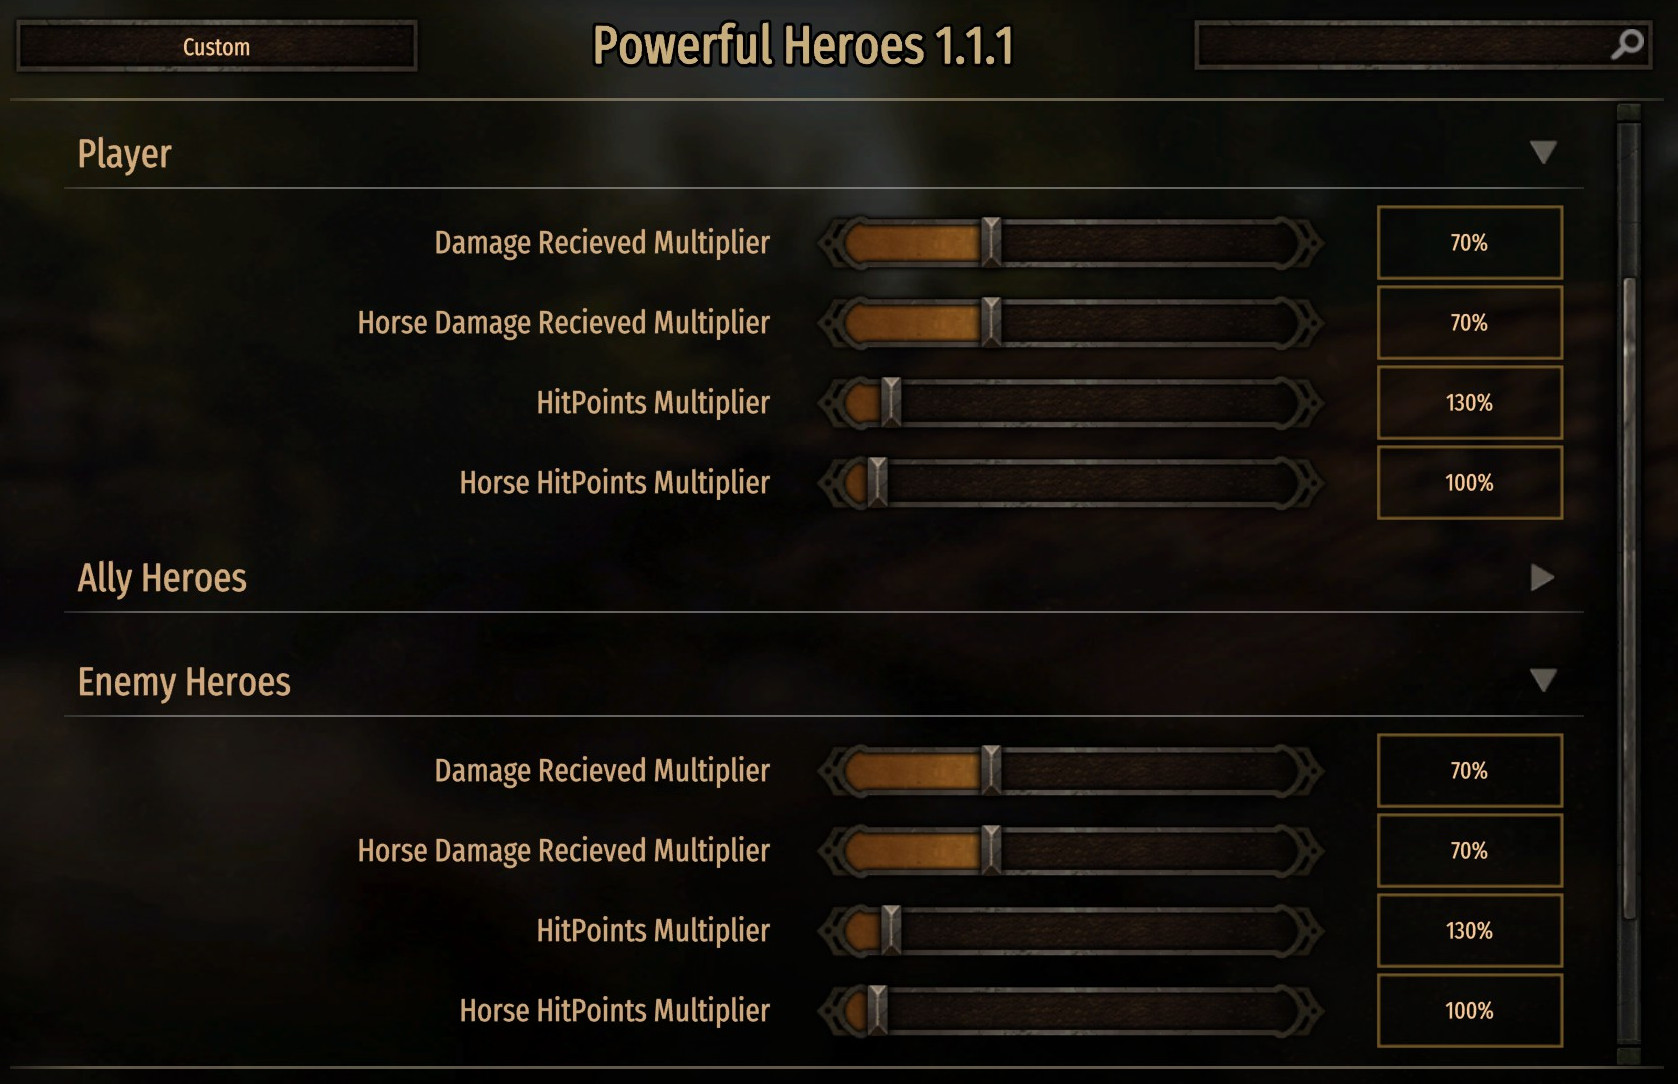 Custom
Powerful Heroes 1.1.1
Player
Damage Recieved Multiplier 70%
Horse Damage Recieved Multiplier 70%
HitPoints Multiplier 130%
Horse HitPoints Multiplier 100%
Ally Heroes
Enemy Heroes
Damage Recieved Multiplier 70%
Horse Damage Recieved Multiplier 70%
HitPoints Multiplier 130%
Horse HitPoints Multiplier 100%